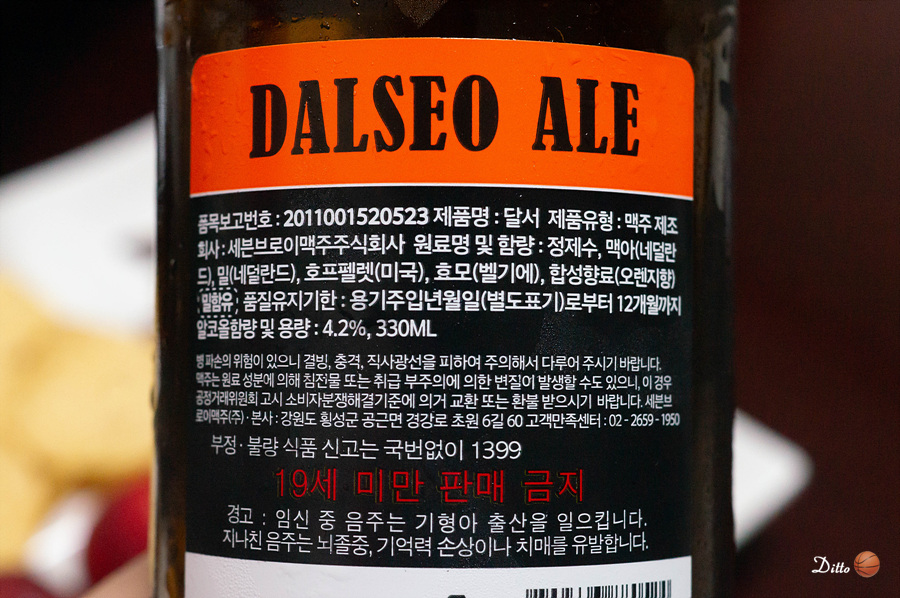 DALSEO ALE
품목보고번호 : 2011001520523 제품명 : 달서 제품유형 : 맥주 제조
회사 : 세븐브로이맥주주식회사 원료명 및 함량 : 정제수, 맥아(네덜란
드), 밀(네덜란드), 호프펠렛(미국), 효모(벨기에), 합성향료(오렌지향)
밀함유 품질유지기한 : 용기주입년월일(별도표기)로부터 12개월까지
알코올함량 및 용량 : 4.2%, 330ML
병 파손의 위험이 있으니 결빙, 충격, 직사광선을 피하여 주의해서 다루어 주시기 바랍니다.
맥주는 원료 성분에 의해 침전물 또는 취급 부주의에 의한 변질이 발생할 수도 있으니, 이 경우
공정거래위원회 고시 소비자분쟁해결기준에 의거 교환 또는 환불 받으시기 바랍니다. 세븐브
로이맥주(주) · 본사 : 강원도 횡성군 공근면 경강로 초원 6길 60 고객만족센터 : 02 - 2659 - 1950
부정 · 불량 식품 신고는 국번없이 1399
19세 미만 판매 금지
경고 : 임신 중 음주는 기형아 출산을 일으킵니다.
지나친 음주는 뇌졸중, 기억력 손상이나 치매를 유발합니다.
Ditto